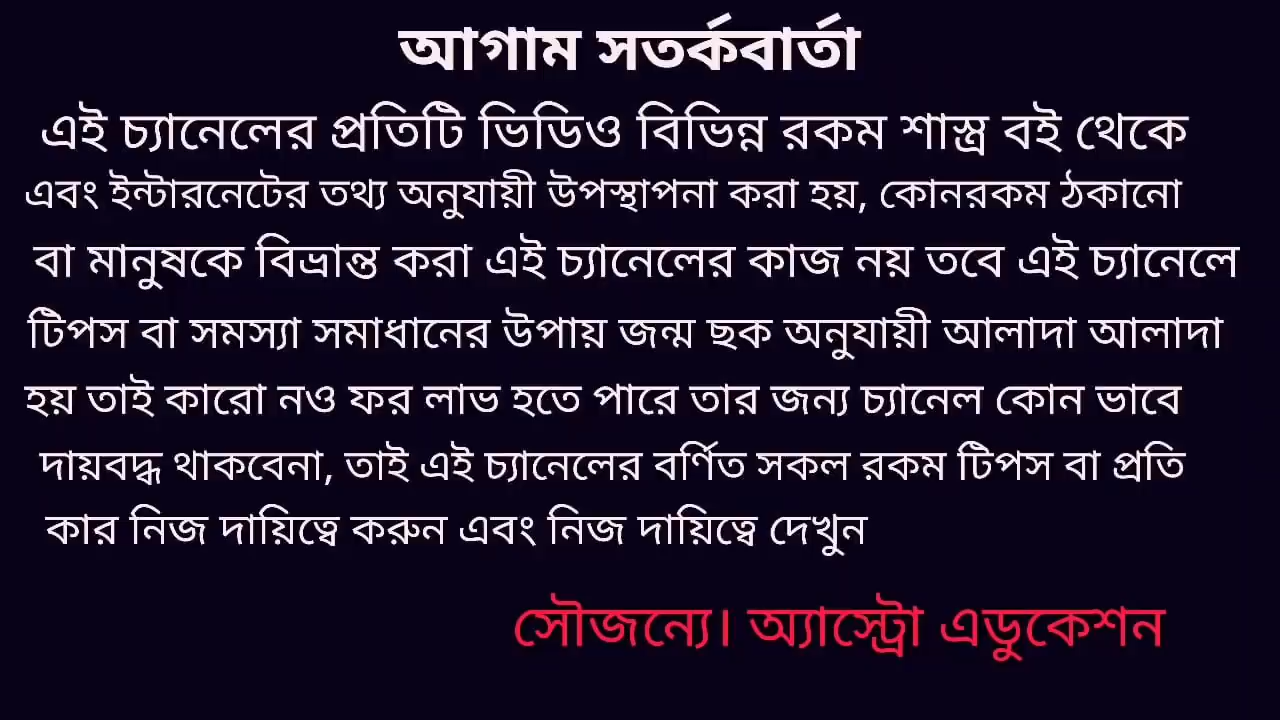 আগাম সতর্কবার্তা
এই চ্যানেলের প্রতিটি ভিডিও বিভিন্ন রকম শাস্ত্র বই থেকে
এবং ইন্টারনেটের তথ্য অনুযায়ী উপস্থাপনা করা হয়, কোনরকম ঠকানো
বা মানুষকে বিভ্রান্ত করা এই চ্যানেলের কাজ নয় তবে এই চ্যানেলে
টিপস বা সমস্যা সমাধানের উপায় জন্ম ছক অনুযায়ী আলাদা আলাদা
হয় তাই কারো নও ফর লাভ হতে পারে তার জন্য চ্যানেল কোন ভাবে
দায়বদ্ধ থাকবেনা, তাই এই চ্যানেলের বর্ণিত সকল রকম টিপস বা প্রতি
কার নিজ দায়িত্বে করুন এবং নিজ দায়িত্বে দেখুন
সৌজন্যে। অ্যাস্ট্রো এডুকেশন